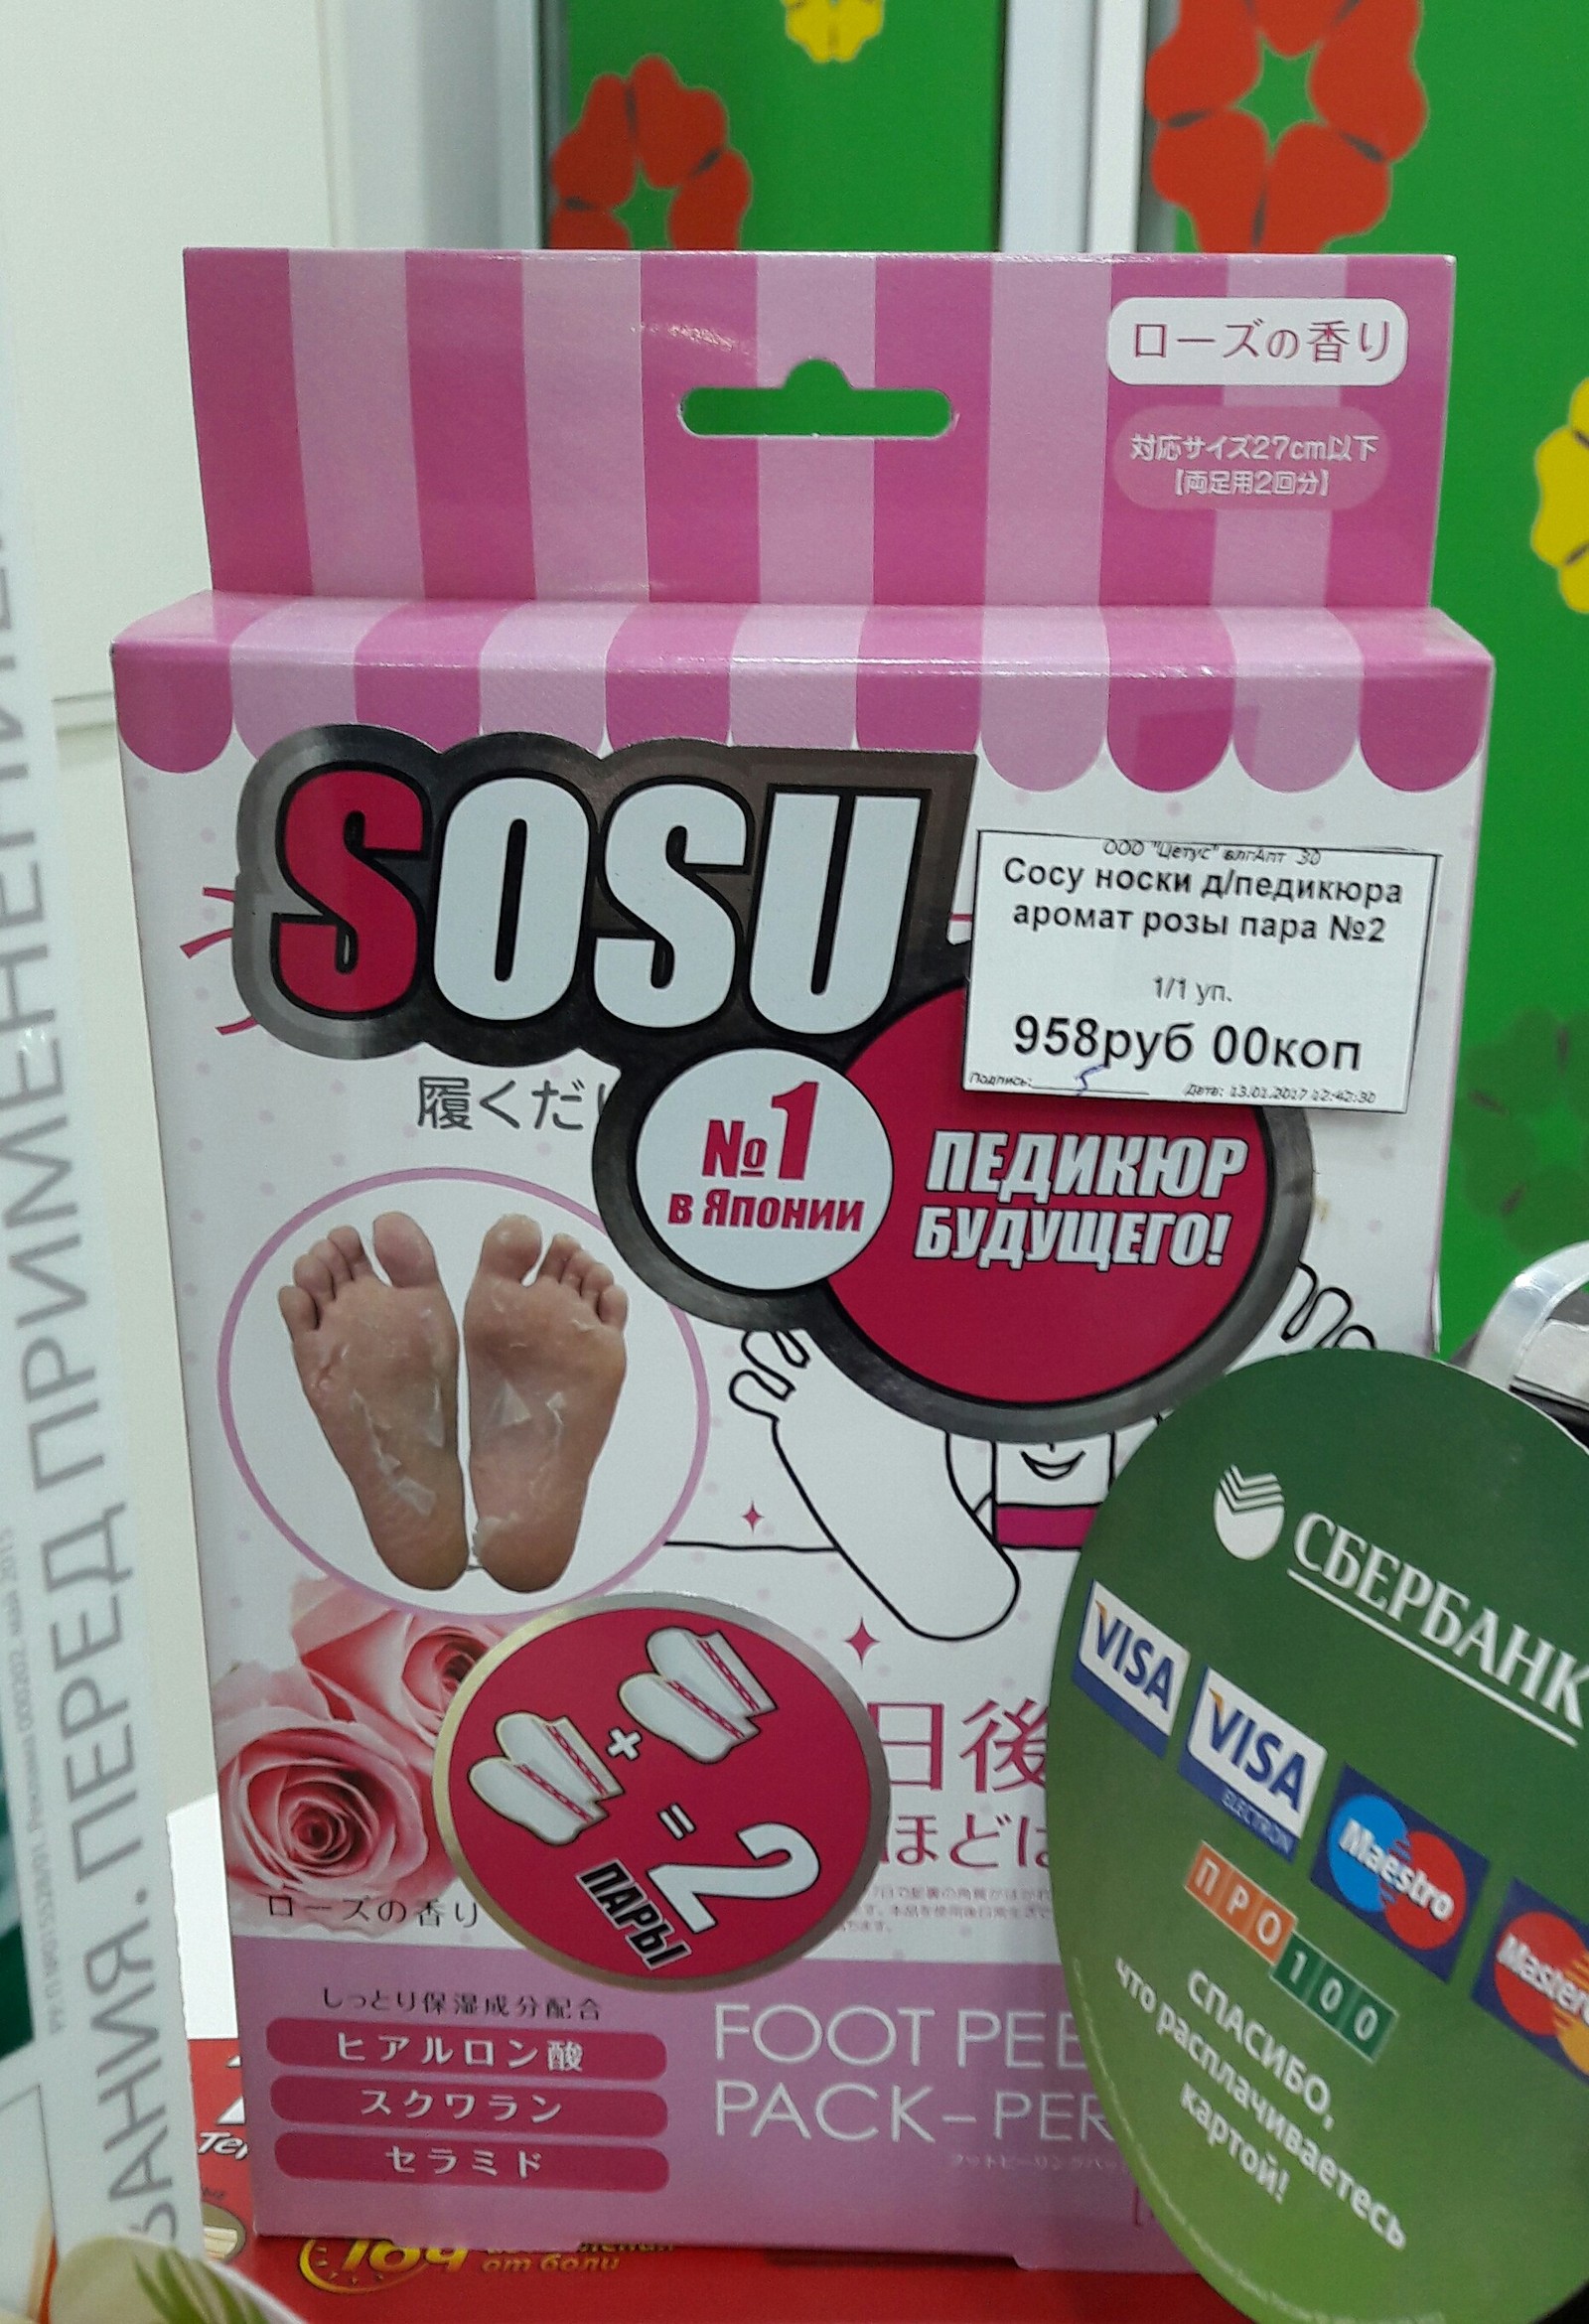 ローズの香り
対応サイズ27cm以下
【両足用2回分】
SOSU
ООО "Цетус" влгАпт 30
Сосу носки д/педикюра
аромат розы пара №2
1/1 уп.
958руб 00коп
Подпись:
Дата: 13.01.2017 12:42:30
履くだけ
№1
в Японии
ПЕДИКЮР
БУДУЩЕГО!
+
=
2
ПАРЫ
日後
ほどは
ローズの香り
しっとり保湿成分配合
ヒアルロン酸
スクワラン
セラミド
FOOT PEE
PACK-PER
СБЕРБАНК
VISA
VISA
ELECTRON
Maestro
Master
ПРО100
СПАСИБО,
что расплачиваетесь
картой!
ВАНИЯ. ПЕРЕД ПРИМЕНЕНИЕ
от боли